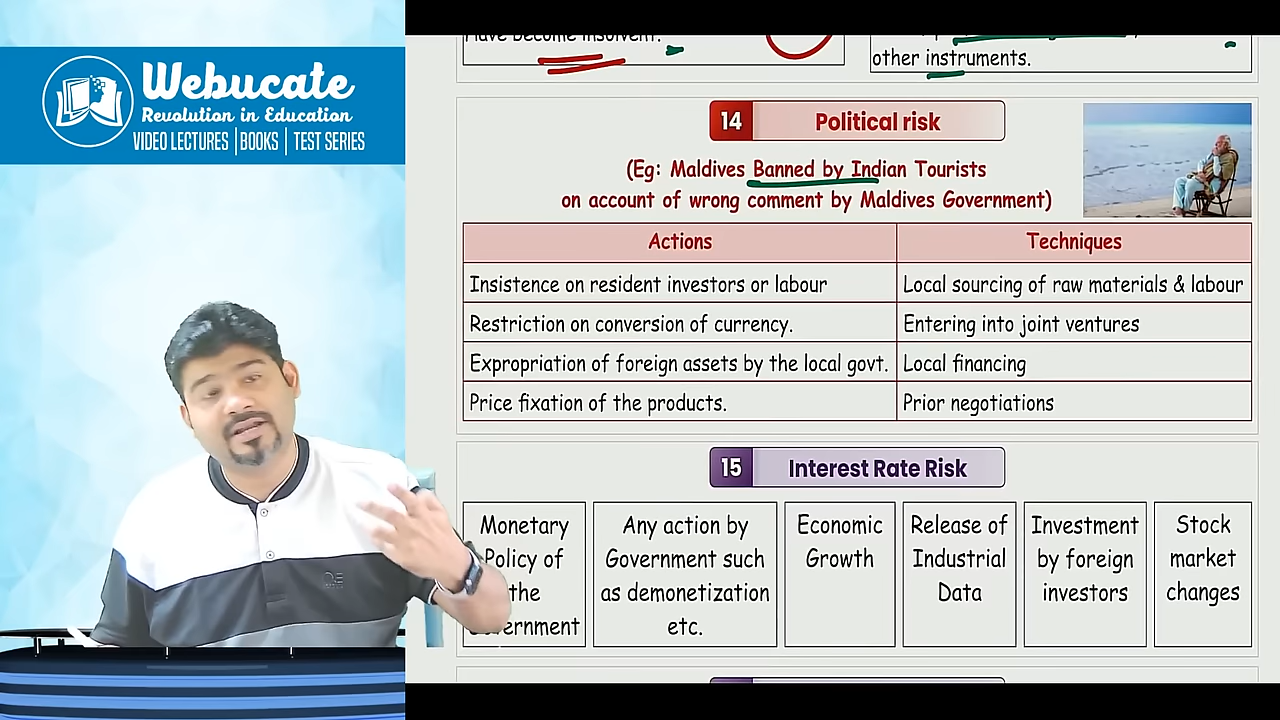 Webucate
Revolution in Education
VIDEO LECTURES | BOOKS | TEST SERIES
Have become insolvent.
other instruments.
14 Political risk
(Eg: Maldives Banned by Indian Tourists
on account of wrong comment by Maldives Government)
Actions Techniques
Insistence on resident investors or labour Local sourcing of raw materials & labour
Restriction on conversion of currency. Entering into joint ventures
Expropriation of foreign assets by the local govt. Local financing
Price fixation of the products. Prior negotiations
15 Interest Rate Risk
Monetary
Policy of
the
Government
Any action by
Government such
as demonetization
etc.
Economic
Growth
Release of
Industrial
Data
Investment
by foreign
investors
Stock
market
changes